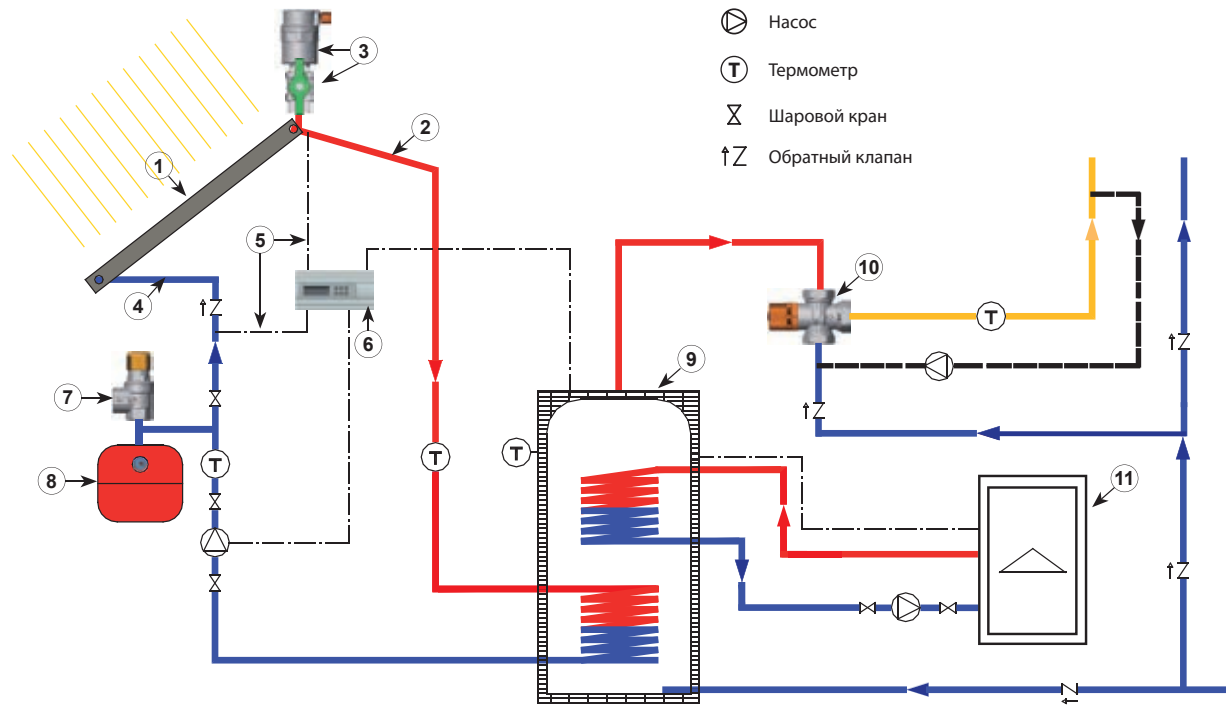 Насос
T Термометр
Шаровой кран
Обратный клапан
3
2
1
5
4
6
10
7
9
T
T
T
T
8
11